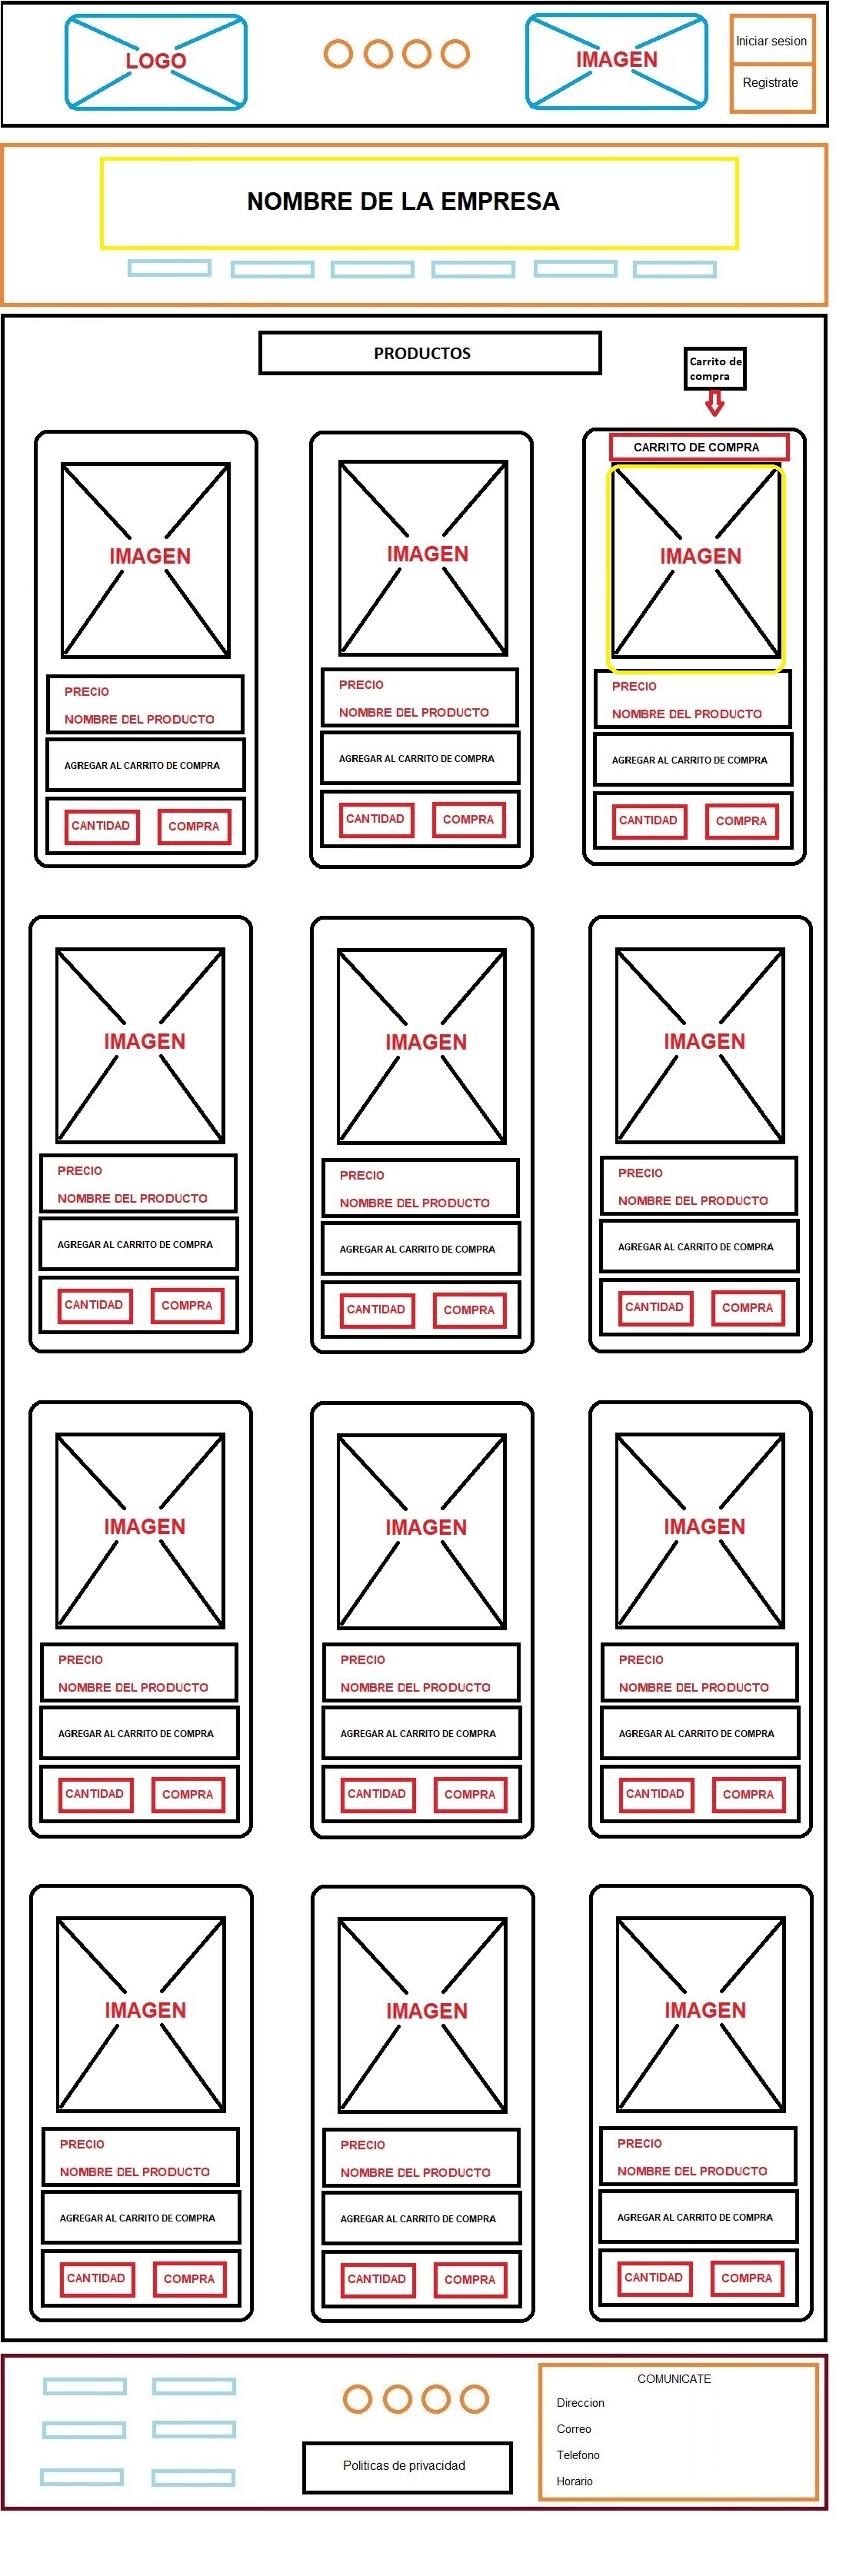 LOGO
IMAGEN
Iniciar sesion
Registrate
NOMBRE DE LA EMPRESA
PRODUCTOS
Carrito de
compra
CARRITO DE COMPRA
IMAGEN
IMAGEN
IMAGEN
PRECIO
NOMBRE DEL PRODUCTO
PRECIO
NOMBRE DEL PRODUCTO
PRECIO
NOMBRE DEL PRODUCTO
AGREGAR AL CARRITO DE COMPRA
AGREGAR AL CARRITO DE COMPRA
AGREGAR AL CARRITO DE COMPRA
CANTIDAD
COMPRA
CANTIDAD
COMPRA
CANTIDAD
COMPRA
IMAGEN
IMAGEN
IMAGEN
PRECIO
NOMBRE DEL PRODUCTO
PRECIO
NOMBRE DEL PRODUCTO
PRECIO
NOMBRE DEL PRODUCTO
AGREGAR AL CARRITO DE COMPRA
AGREGAR AL CARRITO DE COMPRA
AGREGAR AL CARRITO DE COMPRA
CANTIDAD
COMPRA
CANTIDAD
COMPRA
CANTIDAD
COMPRA
IMAGEN
IMAGEN
IMAGEN
PRECIO
NOMBRE DEL PRODUCTO
PRECIO
NOMBRE DEL PRODUCTO
PRECIO
NOMBRE DEL PRODUCTO
AGREGAR AL CARRITO DE COMPRA
AGREGAR AL CARRITO DE COMPRA
AGREGAR AL CARRITO DE COMPRA
CANTIDAD
COMPRA
CANTIDAD
COMPRA
CANTIDAD
COMPRA
IMAGEN
IMAGEN
IMAGEN
PRECIO
NOMBRE DEL PRODUCTO
PRECIO
NOMBRE DEL PRODUCTO
PRECIO
NOMBRE DEL PRODUCTO
AGREGAR AL CARRITO DE COMPRA
AGREGAR AL CARRITO DE COMPRA
AGREGAR AL CARRITO DE COMPRA
CANTIDAD
COMPRA
CANTIDAD
COMPRA
CANTIDAD
COMPRA
Politicas de privacidad
COMUNICATE
Direccion
Correo
Telefono
Horario